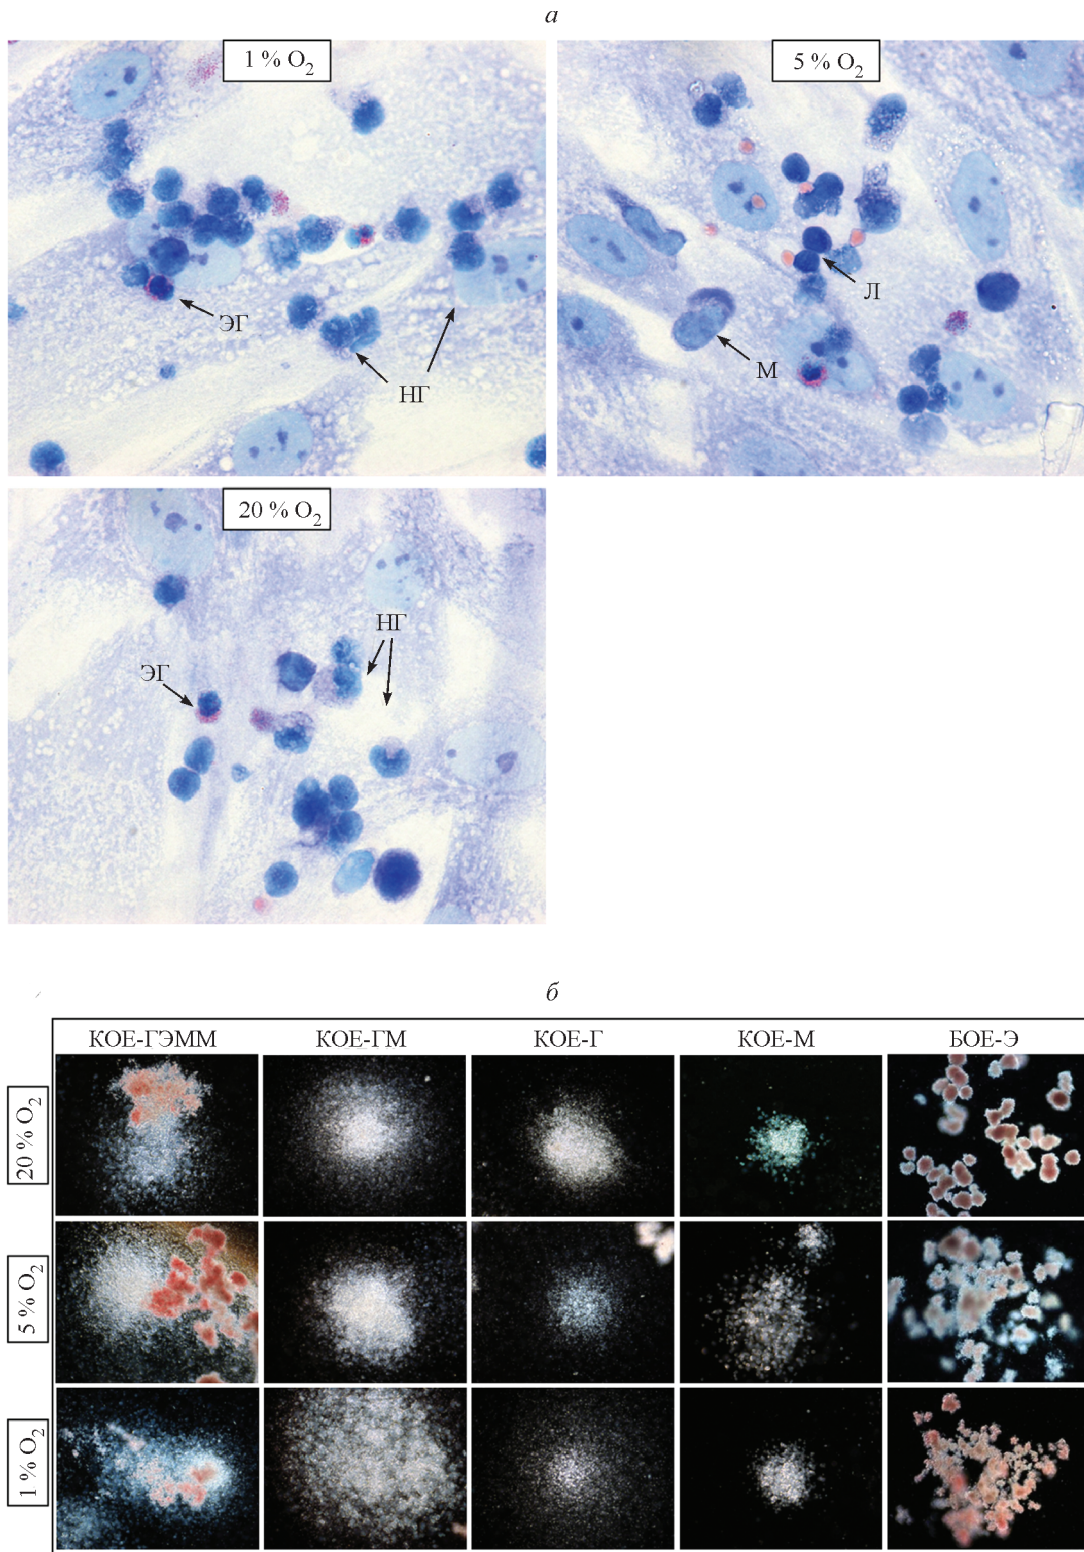 а
1 % O₂
5 % O₂
ЭГ
НГ
Л
М
20 % O₂
НГ
ЭГ
б
КОЕ-ГЭММ КОЕ-ГМ КОЕ-Г КОЕ-М БОЕ-Э
20 % O₂
5 % O₂
1 % O₂